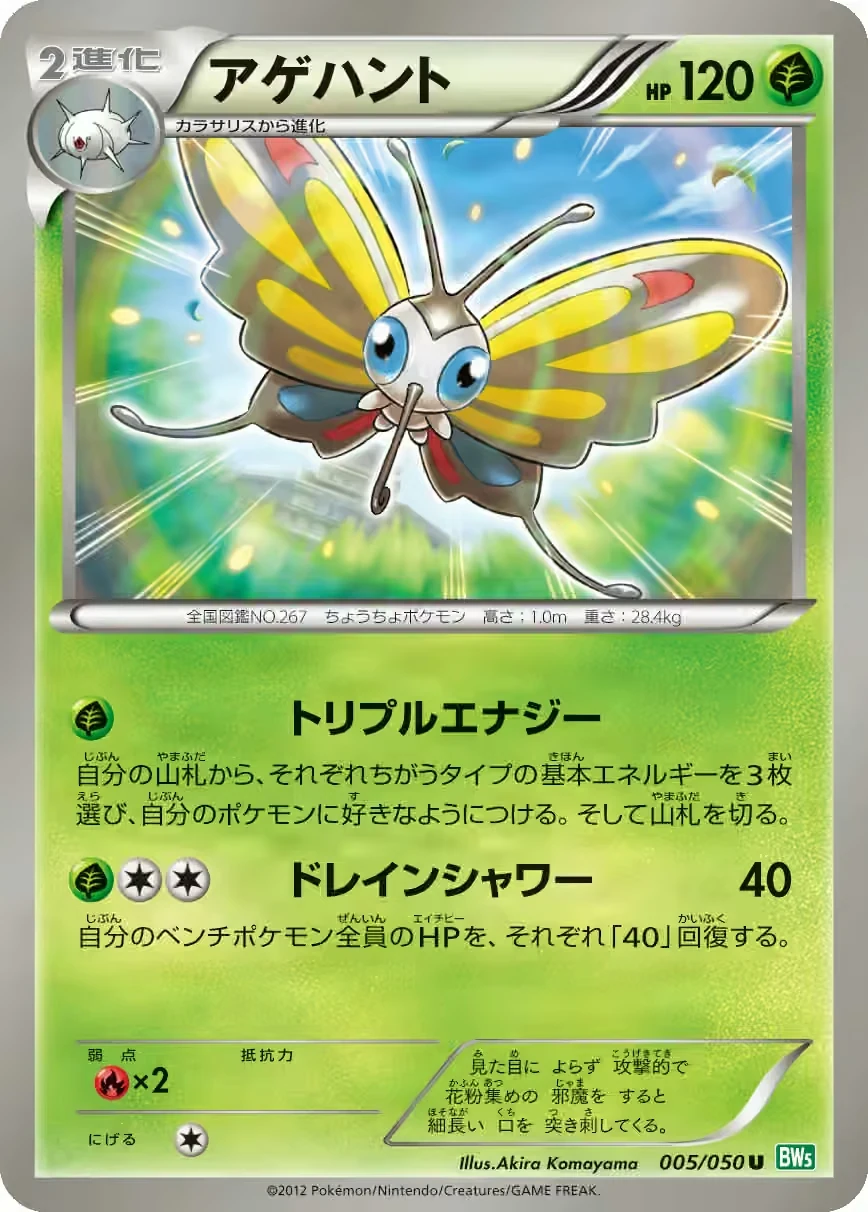 2進化
アゲハント
HP 120
カラサリスから進化
全国図鑑NO.267 ちょうちょポケモン 高さ:1.0m 重さ:28.4kg
トリプルエナジー
自分の山札から、それぞれちがうタイプの基本エネルギーを3枚
選び、自分のポケモンに好きなようにつける。そして山札を切る。
ドレインシャワー 40
自分のベンチポケモン全員のHPを、それぞれ「40」回復する。
弱点 抵抗力
×2
にげる
見た目に よらず 攻撃的で
花粉集めの 邪魔を すると
細長い 口を 突き刺してくる。
Illus.Akira Komayama 005/050 U BW5
©2012 Pokémon/Nintendo/Creatures/GAME FREAK.